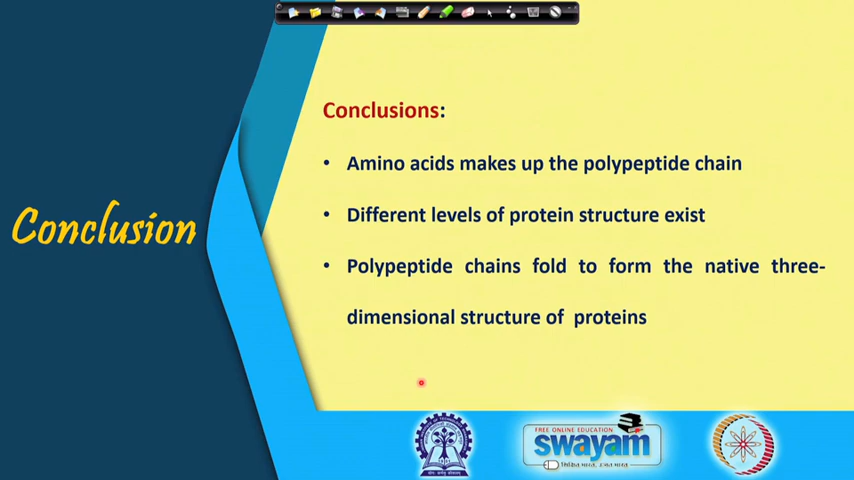 Conclusion
Conclusions:
• Amino acids makes up the polypeptide chain
• Different levels of protein structure exist
• Polypeptide chains fold to form the native three-
dimensional structure of proteins
FREE ONLINE EDUCATION
swayam